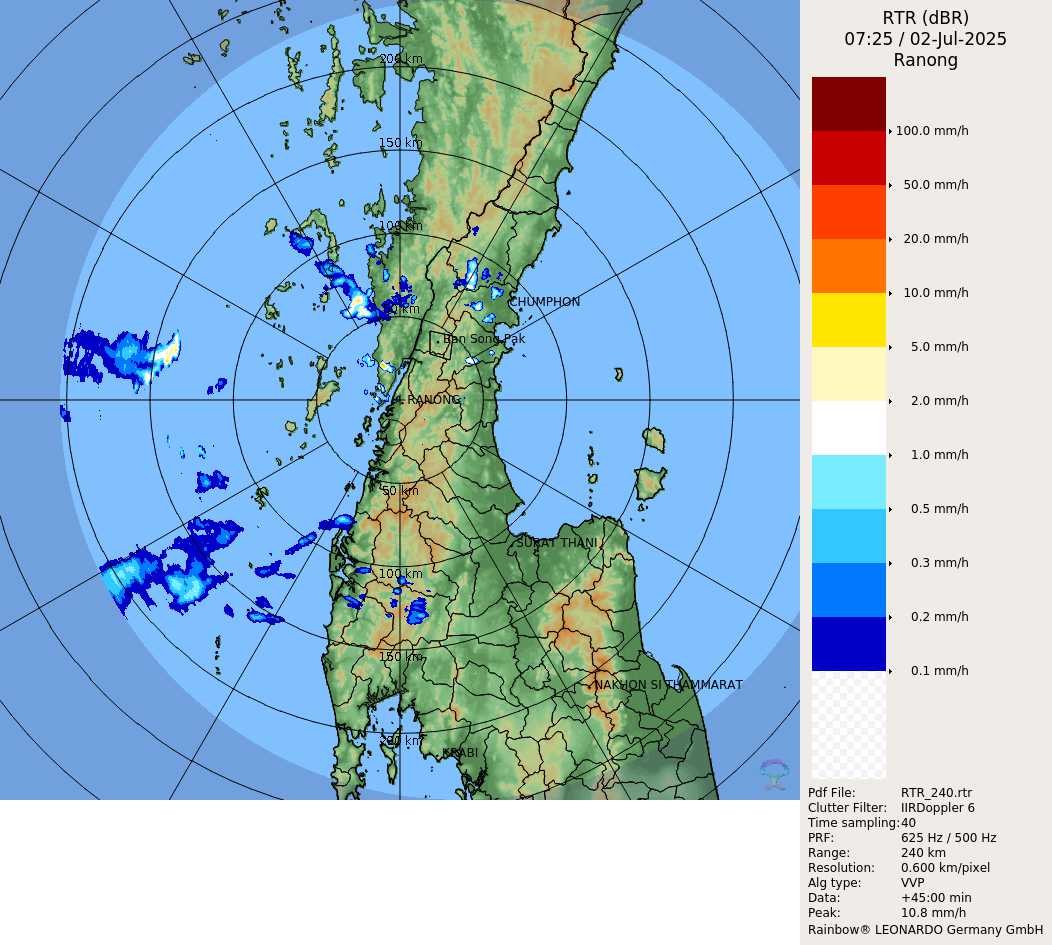 RTR (dBR)
07:25 / 02-Jul-2025
Ranong
200 km
150 km
100 km
50 km
CHUMPHON
Ban Song Pak
RANONG
50 km
SURAT THANI
100 km
150 km
NAKHON SI THAMMARAT
200 km
KRABI
100.0 mm/h
50.0 mm/h
20.0 mm/h
10.0 mm/h
5.0 mm/h
2.0 mm/h
1.0 mm/h
0.5 mm/h
0.3 mm/h
0.2 mm/h
0.1 mm/h
Pdf File: RTR_240.rtr
Clutter Filter: IIRDoppler 6
Time sampling:40
PRF: 625 Hz / 500 Hz
Range: 240 km
Resolution: 0.600 km/pixel
Alg type: VVP
Data: +45:00 min
Peak: 10.8 mm/h
Rainbow® LEONARDO Germany GmbH